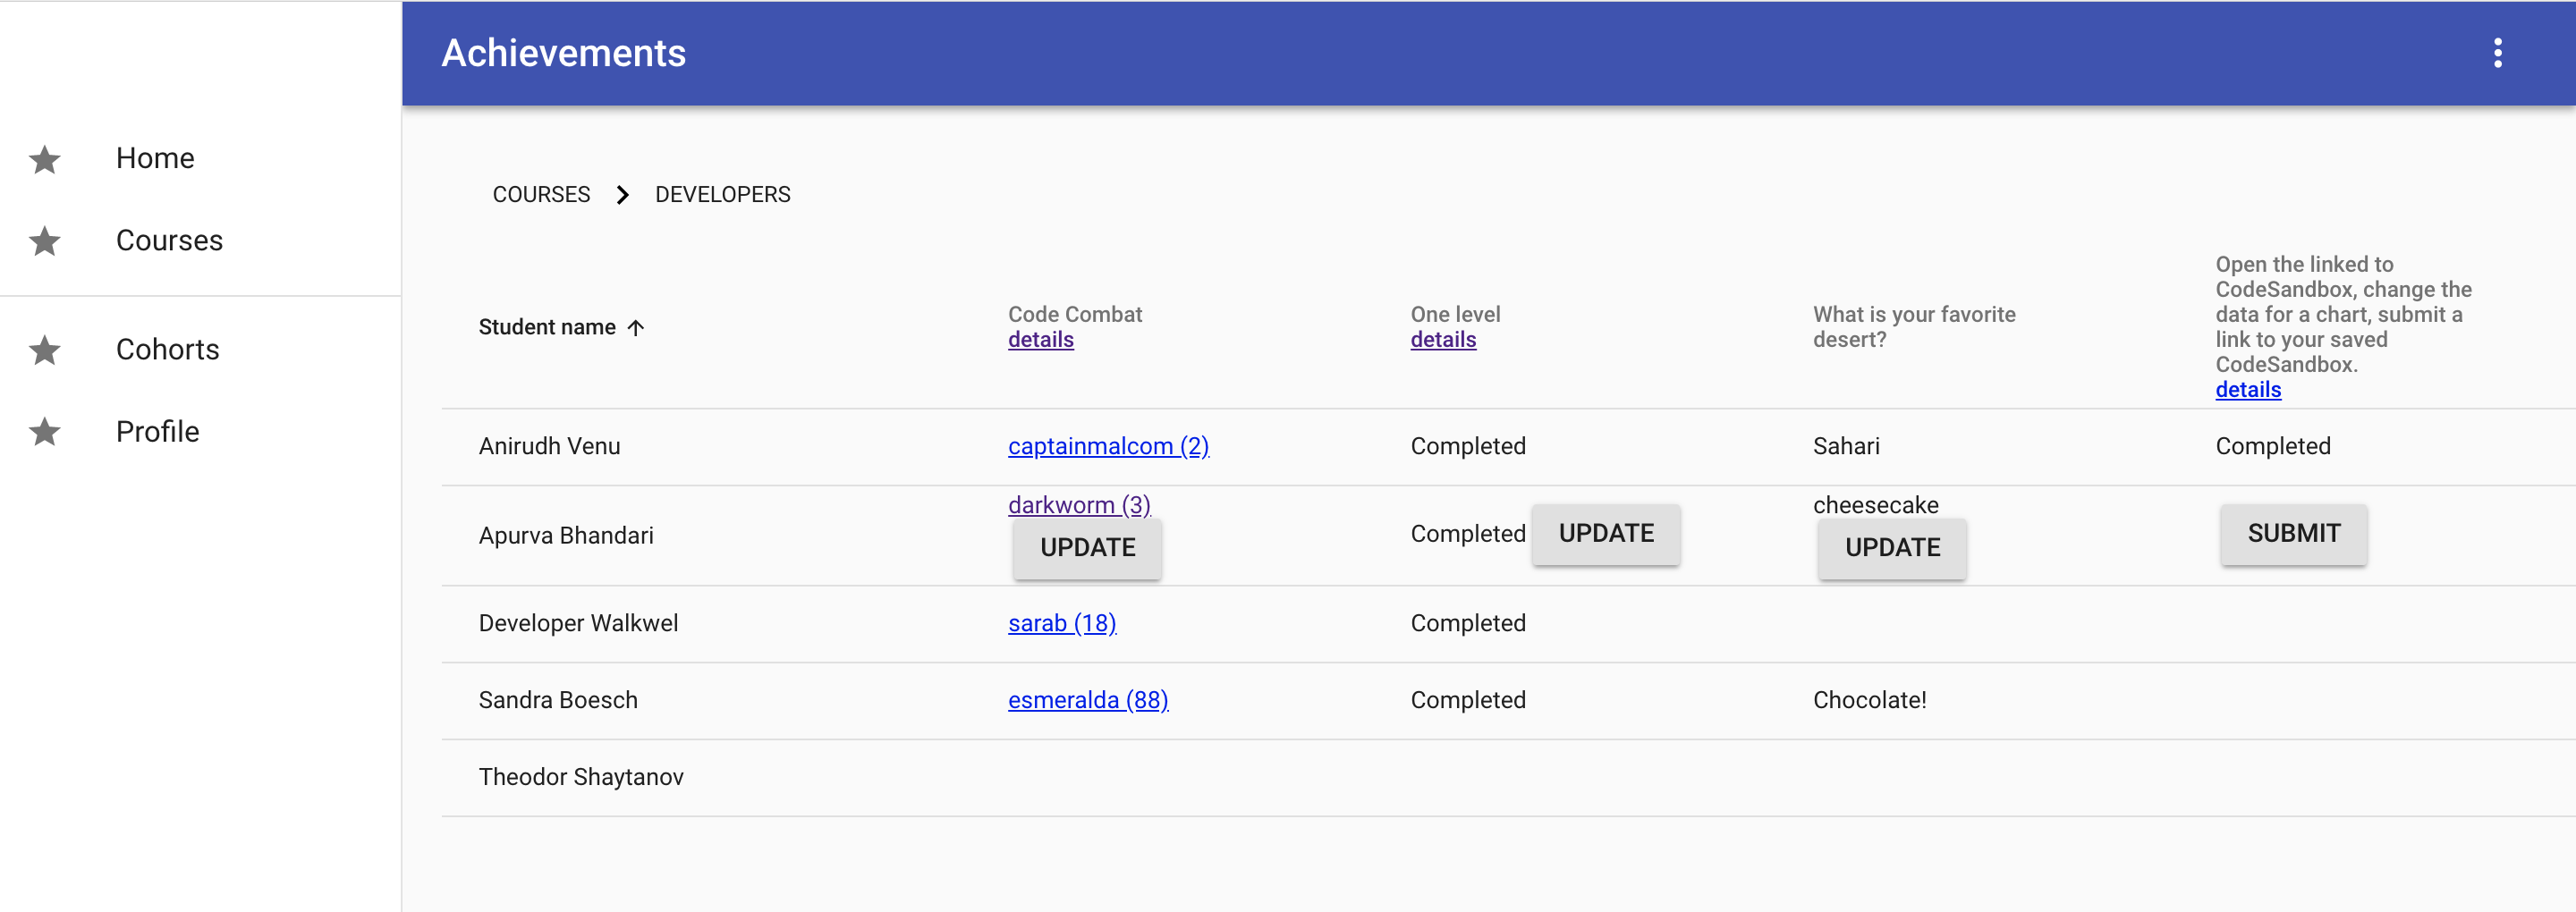 Achievements
Home
Courses
Cohorts
Profile
COURSES > DEVELOPERS
Student name ↑
Code Combat
details
One level
details
What is your favorite
desert?
Open the linked to
CodeSandbox, change the
data for a chart, submit a
link to your saved
CodeSandbox.
details
Anirudh Venu captainmalcom (2) Completed Sahari Completed
Apurva Bhandari
darkworm (3)
UPDATE
Completed UPDATE
cheesecake
UPDATE
SUBMIT
Developer Walkwel sarab (18) Completed
Sandra Boesch esmeralda (88) Completed Chocolate!
Theodor Shaytanov